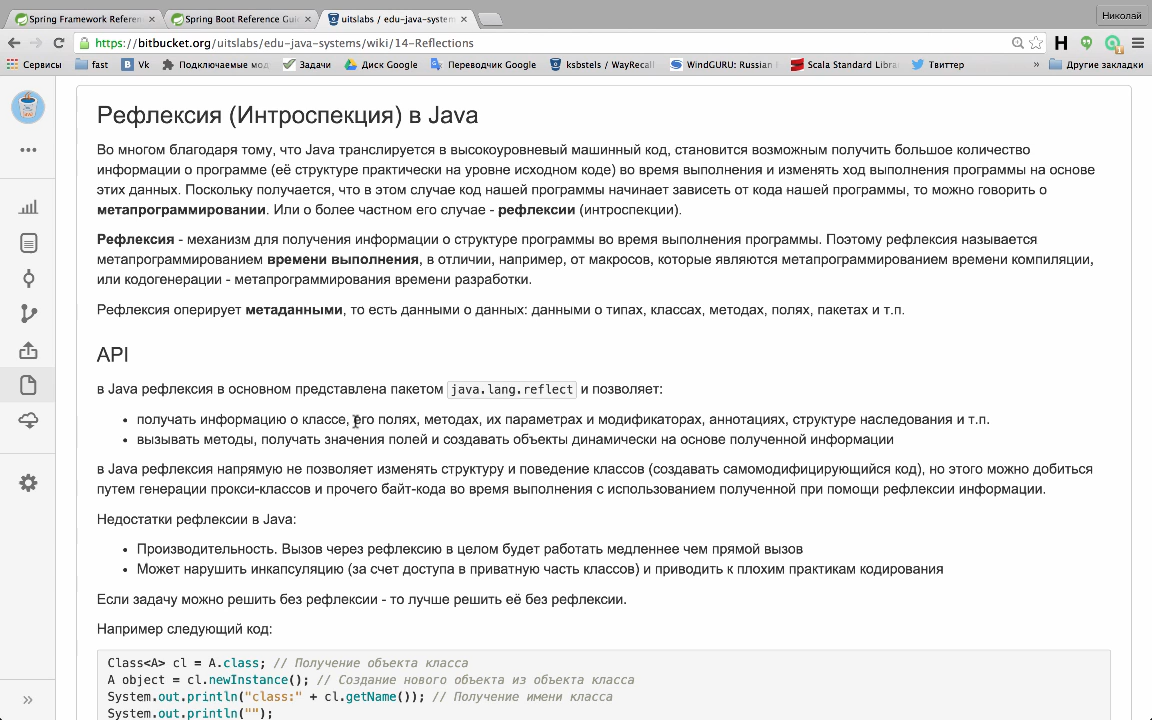 Spring Framework Referen
Spring Boot Reference Gui
uitslabs / edu-java-system
Николай
https://bitbucket.org/uitslabs/edu-java-systems/wiki/14-Reflections
Сервисы
fast
Vk
Подключаемые мод
Задачи
Диск Google
Переводчик Google
ksbstels / WayRecall
WindGURU: Russian
Scala Standard Libra
Твиттер
»
Другие закладки
Рефлексия (Интроспекция) в Java
Во многом благодаря тому, что Java транслируется в высокоуровневый машинный код, становится возможным получить большое количество
информации о программе (её структуре практически на уровне исходном коде) во время выполнения и изменять ход выполнения программы на основе
этих данных. Поскольку получается, что в этом случае код нашей программы начинает зависеть от кода нашей программы, то можно говорить о
метапрограммировании. Или о более частном его случае - рефлексии (интроспекции).
Рефлексия - механизм для получения информации о структуре программы во время выполнения программы. Поэтому рефлексия называется
метапрограммированием времени выполнения, в отличии, например, от макросов, которые являются метапрограммированием времени компиляции,
или кодогенерации - метапрограммирования времени разработки.
Рефлексия оперирует метаданными, то есть данными о данных: данными о типах, классах, методах, полях, пакетах и т.п.
API
в Java рефлексия в основном представлена пакетом java.lang.reflect и позволяет:
• получать информацию о классе, его полях, методах, их параметрах и модификаторах, аннотациях, структуре наследования и т.п.
• вызывать методы, получать значения полей и создавать объекты динамически на основе полученной информации
в Java рефлексия напрямую не позволяет изменять структуру и поведение классов (создавать самомодифицирующийся код), но этого можно добиться
путем генерации прокси-классов и прочего байт-кода во время выполнения с использованием полученной при помощи рефлексии информации.
Недостатки рефлексии в Java:
• Производительность. Вызов через рефлексию в целом будет работать медленнее чем прямой вызов
• Может нарушить инкапсуляцию (за счет доступа в приватную часть классов) и приводить к плохим практикам кодирования
Если задачу можно решить без рефлексии - то лучше решить её без рефлексии.
Например следующий код:
Class<A> cl = A.class; // Получение объекта класса
A object = cl.newInstance(); // Создание нового объекта из объекта класса
System.out.println("class:" + cl.getName()); // Получение имени класса
System.out.println("");